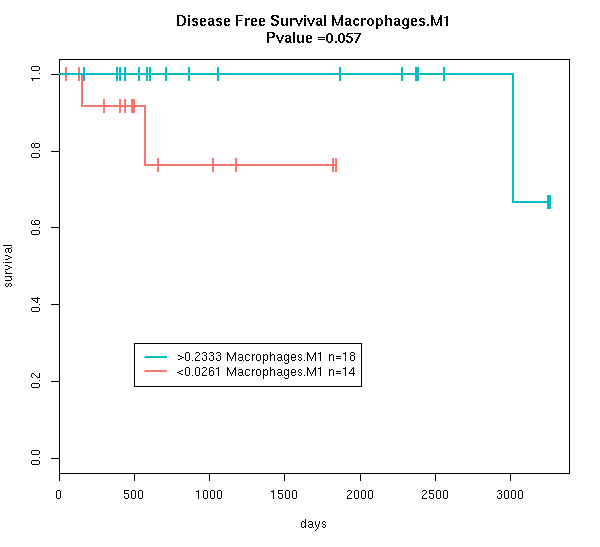 Disease Free Survival Macrophages.M1
Pvalue =0.057
survival
1.0
0.8
0.6
0.4
0.2
0.0
>0.2333 Macrophages.M1 n=18
<0.0261 Macrophages.M1 n=14
0 500 1000 1500 2000 2500 3000
days